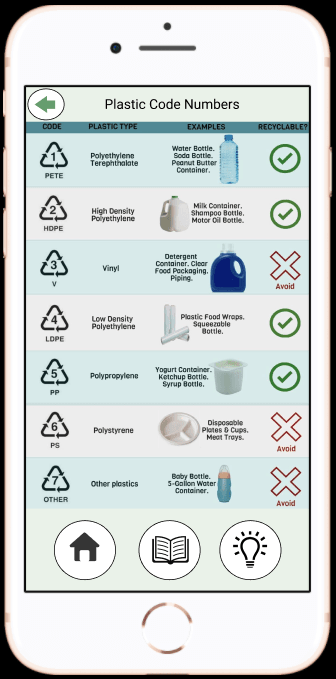 Plastic Code Numbers
CODE PLASTIC TYPE EXAMPLES RECYCLABLE?
1
PETE
Polyethylene
Terephthalate
Water Bottle.
Soda Bottle.
Peanut Butter
Container.
2
HDPE
High Density
Polyethylene
Milk Container.
Shampoo Bottle.
Motor Oil Bottle.
3
V
Vinyl
Detergent
Container. Clear
Food Packaging.
Piping.
Avoid
4
LDPE
Low Density
Polyethylene
Plastic Food Wraps.
Squeezable
Bottle.
5
PP
Polypropylene
Yogurt Container.
Ketchup Bottle.
Syrup Bottle.
6
PS
Polystyrene
Disposable
Plates & Cups.
Meat Trays.
Avoid
7
OTHER
Other plastics
Baby Bottle.
5-Gallon Water
Container.
Avoid